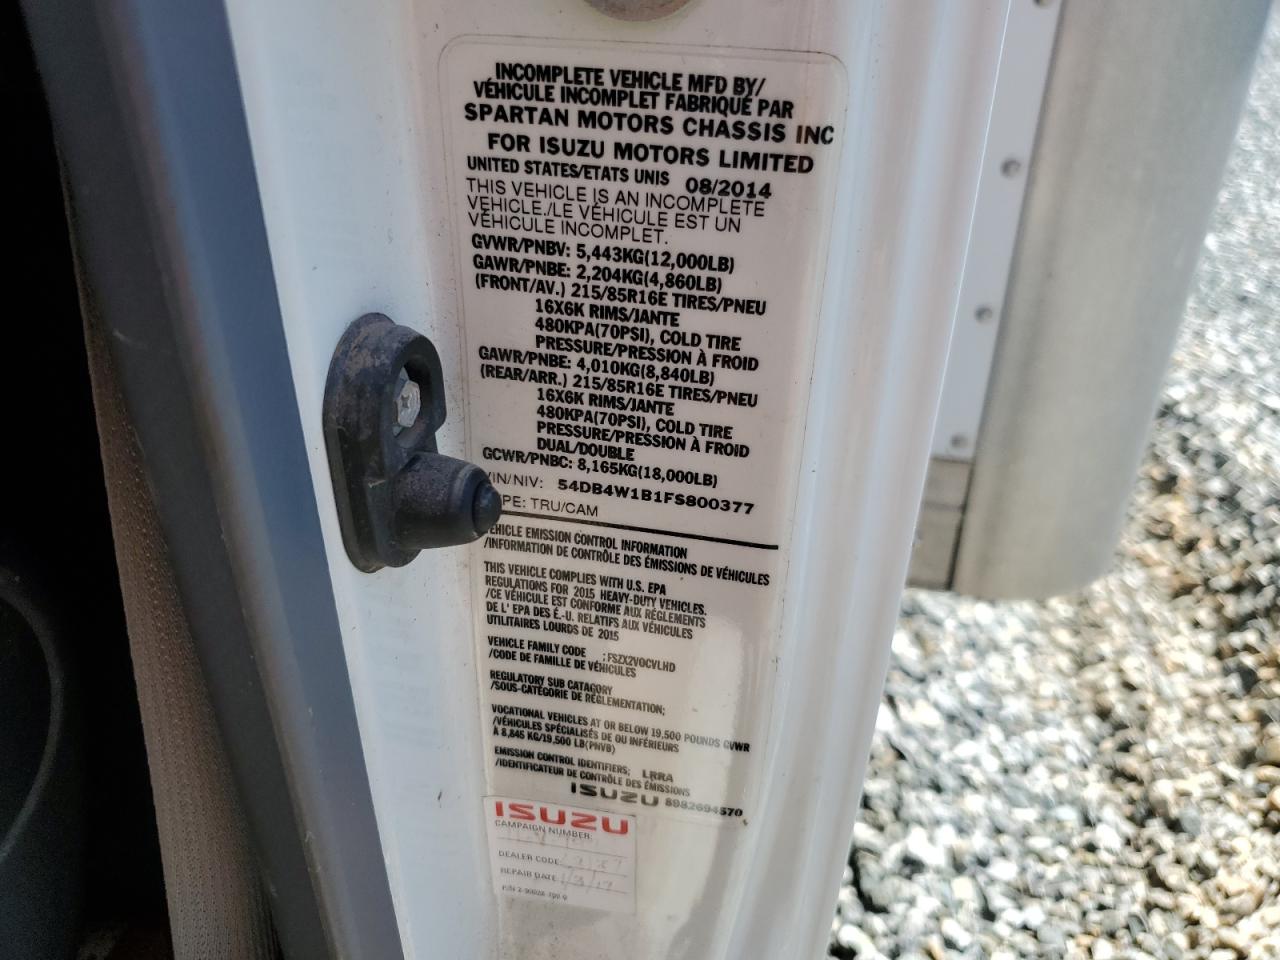 INCOMPLETE VEHICLE MFD BY/
VÉHICULE INCOMPLET FABRIQUÉ PAR
SPARTAN MOTORS CHASSIS INC
FOR ISUZU MOTORS LIMITED
UNITED STATES/ETATS UNIS 08/2014
THIS VEHICLE IS AN INCOMPLETE
VEHICLE./LE VÉHICULE EST UN
VÉHICULE INCOMPLET.
GVWR/PNBV: 5,443KG(12,000LB)
GAWR/PNBE: 2,204KG(4,860LB)
(FRONT/AV.) 215/85R16E TIRES/PNEU
16X6K RIMS/JANTE
480KPA(70PSI), COLD TIRE
PRESSURE/PRESSION À FROID
GAWR/PNBE: 4,010KG(8,840LB)
(REAR/ARR.) 215/85R16E TIRES/PNEU
16X6K RIMS/JANTE
480KPA(70PSI), COLD TIRE
PRESSURE/PRESSION À FROID
DUAL/DOUBLE
GCWR/PNBC: 8,165KG(18,000LB)
VIN/NIV: 54DB4W1B1FS800377
PE: TRU/CAM
VEHICLE EMISSION CONTROL INFORMATION
/INFORMATION DE CONTRÔLE DES ÉMISSIONS DE VÉHICULES
THIS VEHICLE COMPLIES WITH U.S. EPA
REGULATIONS FOR 2015 HEAVY-DUTY VEHICLES.
/CE VÉHICULE EST CONFORME AUX RÉGLEMENTS
DE L' EPA DES É.-U. RELATIFS AUX VÉHICULES
UTILITAIRES LOURDS DE 2015
VEHICLE FAMILY CODE : FSZX2VOCVLHD
/CODE DE FAMILLE DE VÉHICULES
REGULATORY SUB CATAGORY
/SOUS-CATÉGORIE DE RÉGLEMENTATION;
VOCATIONAL VEHICLES AT OR BELOW 19,500 POUNDS GVWR
/VÉHICULES SPÉCIALISÉS DE OU INFÉRIEURS
À 8,845 KG/19,500 LB(PNVB)
EMISSION CONTROL IDENTIFIERS; LRRA
/IDENTIFICATEUR DE CONTRÔLE DES ÉMISSIONS
ISUZU 8982694570
ISUZU
CAMPAIGN NUMBER:
DEALER CODE
REPAIR DATE
P/N